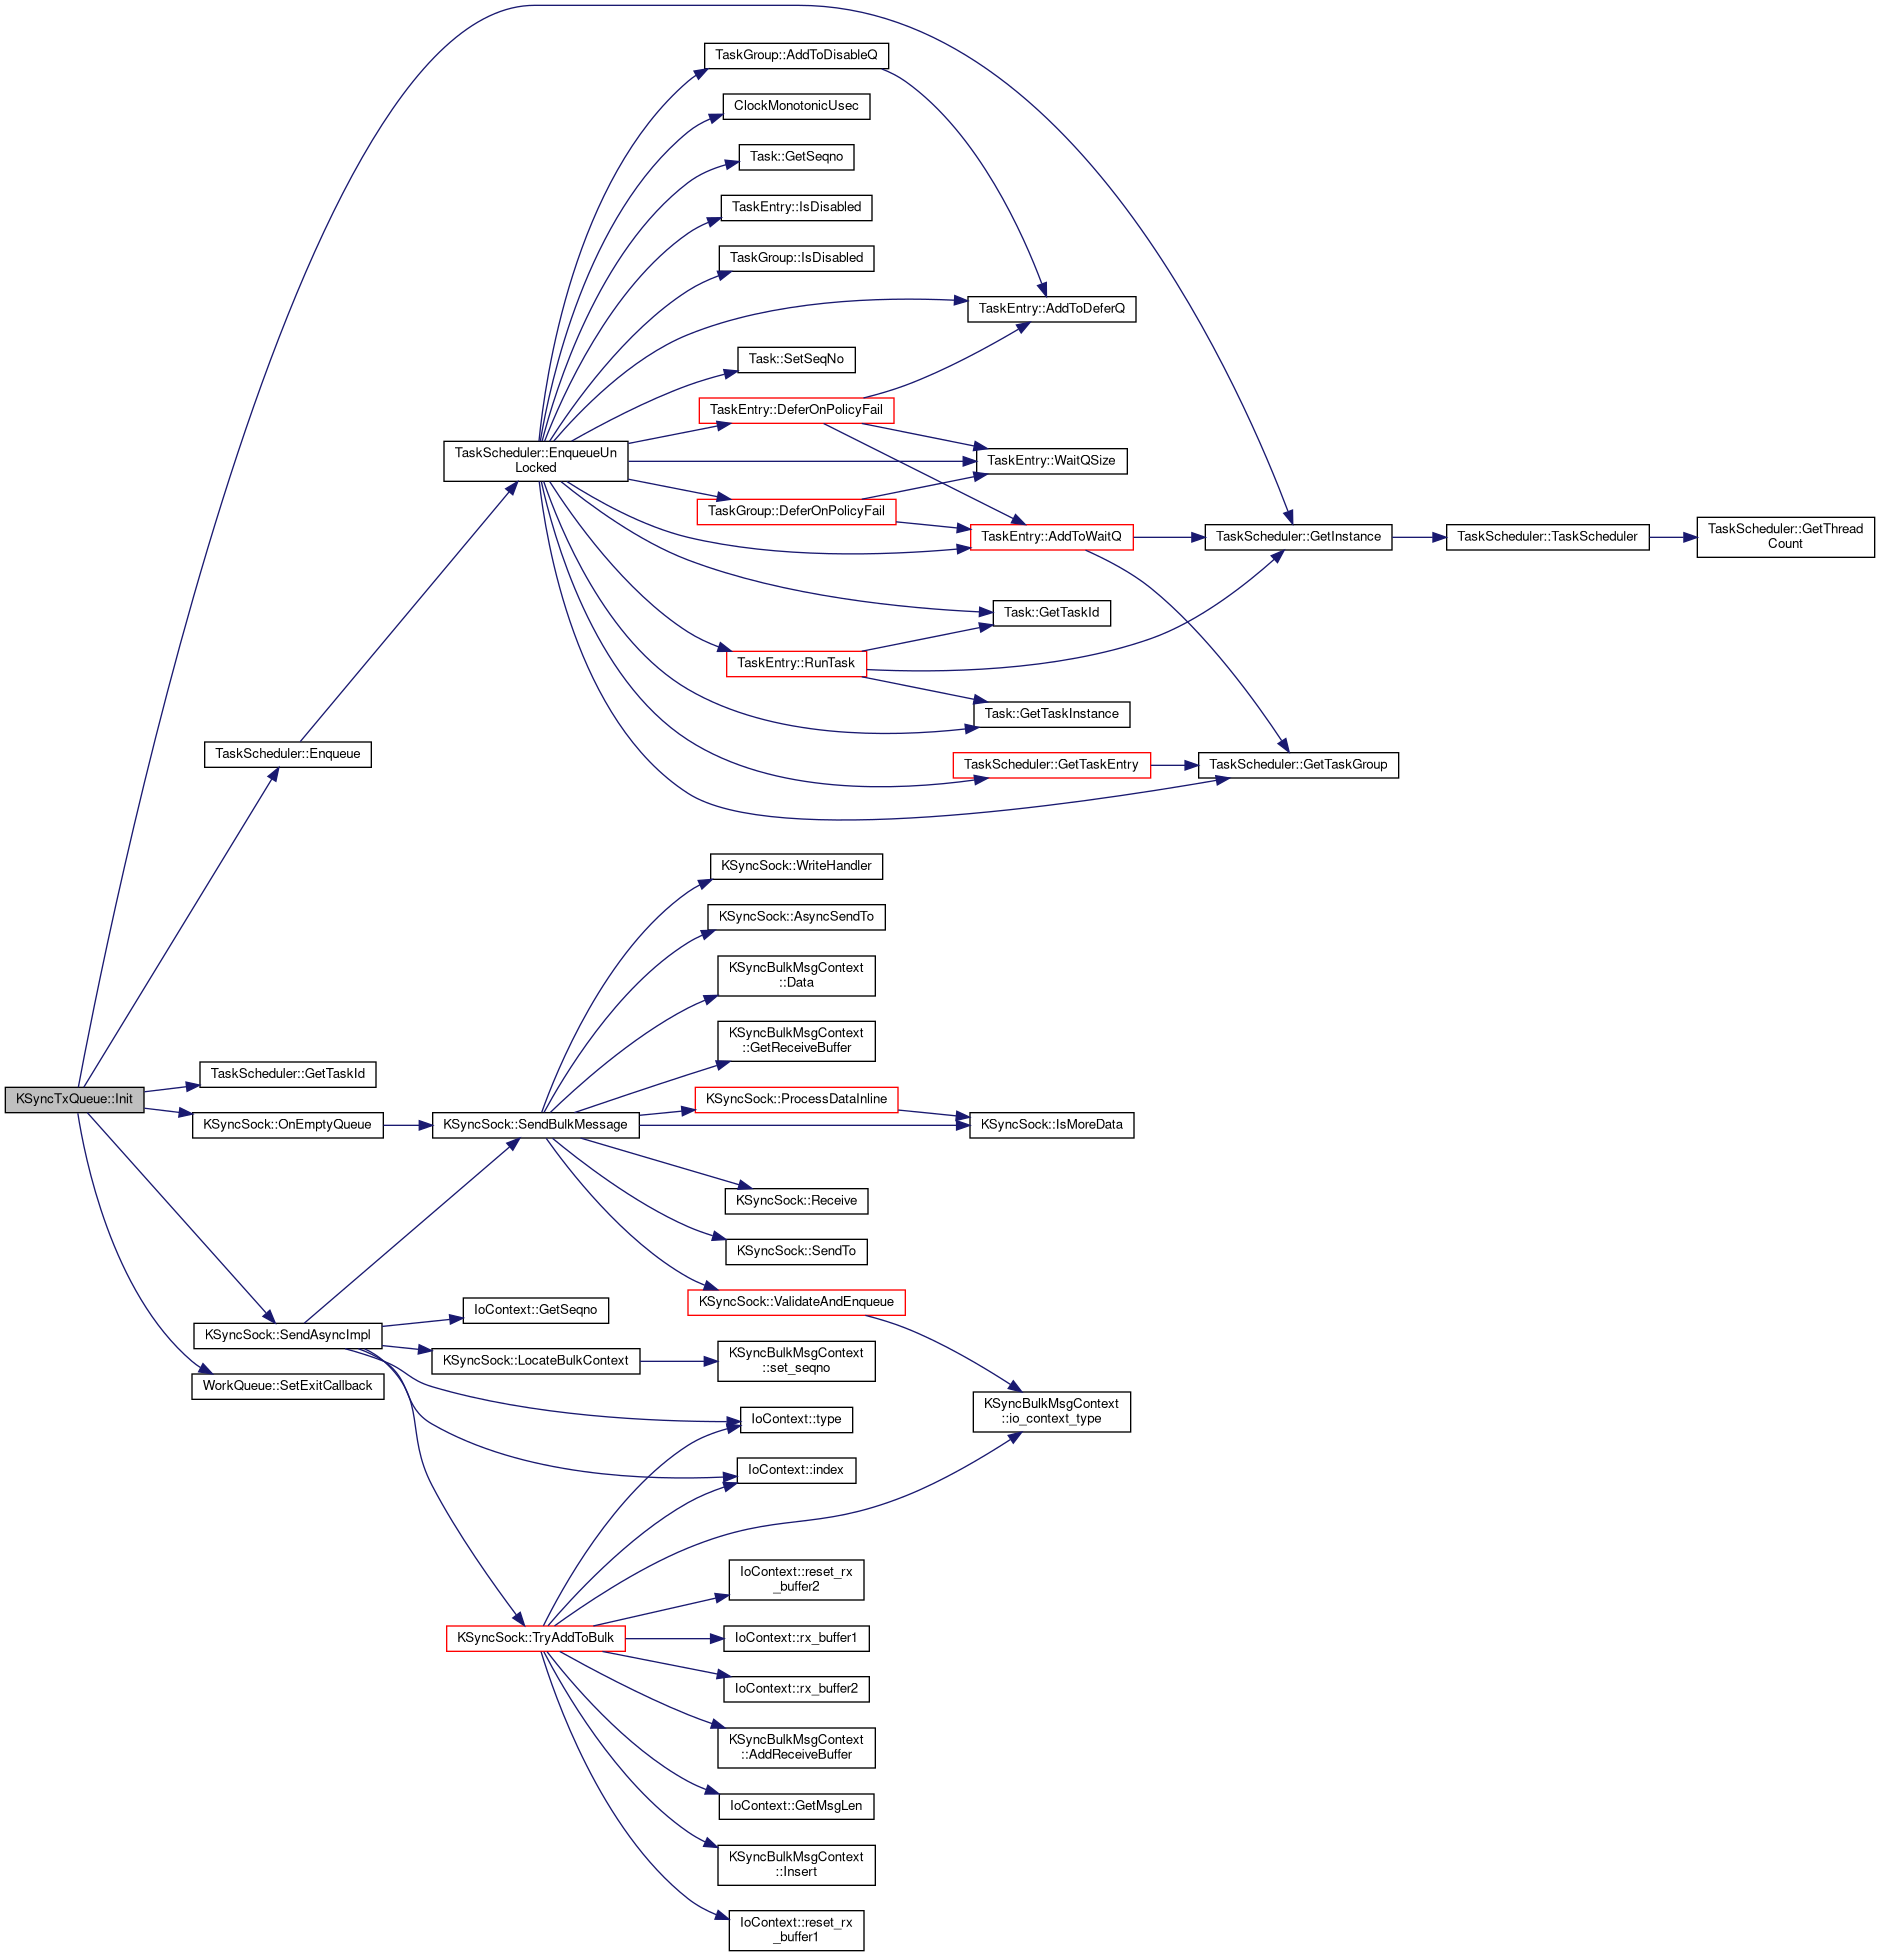 TaskGroup::AddToDisableQ
ClockMonotonicUsec
Task::GetSeqno
TaskEntry::IsDisabled
TaskGroup::IsDisabled
TaskEntry::AddToDeferQ
Task::SetSeqNo
TaskEntry::DeferOnPolicyFail
TaskScheduler::EnqueueUn
Locked
TaskEntry::WaitQSize
TaskGroup::DeferOnPolicyFail
TaskEntry::AddToWaitQ
TaskScheduler::GetInstance
TaskScheduler::TaskScheduler
TaskScheduler::GetThread
Count
Task::GetTaskId
TaskEntry::RunTask
Task::GetTaskInstance
TaskScheduler::Enqueue
TaskScheduler::GetTaskEntry
TaskScheduler::GetTaskGroup
KSyncSock::WriteHandler
KSyncSock::AsyncSendTo
KSyncBulkMsgContext
::Data
KSyncBulkMsgContext
::GetReceiveBuffer
TaskScheduler::GetTaskId
KSyncTxQueue::Init
KSyncSock::ProcessDataInline
KSyncSock::OnEmptyQueue
KSyncSock::SendBulkMessage
KSyncSock::IsMoreData
KSyncSock::Receive
KSyncSock::SendTo
KSyncSock::ValidateAndEnqueue
IoContext::GetSeqno
KSyncSock::SendAsyncImpl
KSyncSock::LocateBulkContext
KSyncBulkMsgContext
::set_seqno
WorkQueue::SetExitCallback
KSyncBulkMsgContext
::io_context_type
IoContext::type
IoContext::index
IoContext::reset_rx
_buffer2
KSyncSock::TryAddToBulk
IoContext::rx_buffer1
IoContext::rx_buffer2
KSyncBulkMsgContext
::AddReceiveBuffer
IoContext::GetMsgLen
KSyncBulkMsgContext
::Insert
IoContext::reset_rx
_buffer1